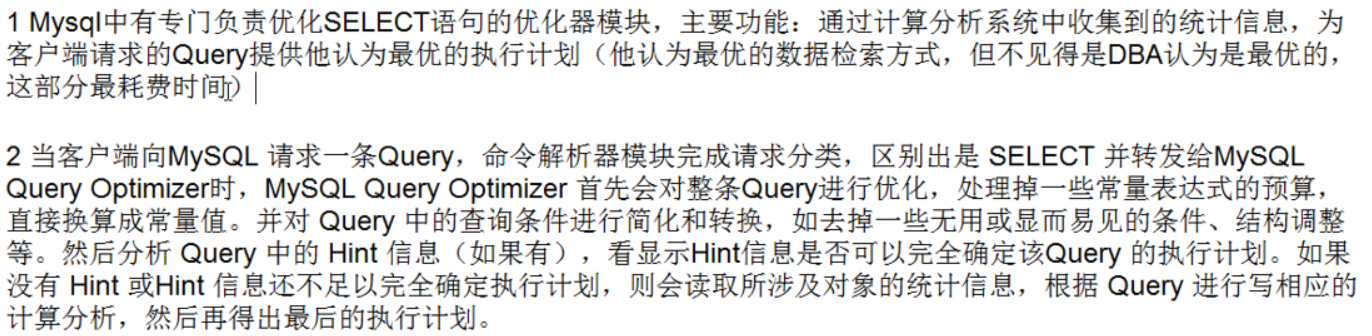 1 Mysql中有专门负责优化SELECT语句的优化器模块，主要功能：通过计算分析系统中收集到的统计信息，为
客户端请求的Query提供他认为最优的执行计划（他认为最优的数据检索方式，但不见得是DBA认为是最优的，
这部分最耗费时间）
2 当客户端向MySQL 请求一条Query，命令解析器模块完成请求分类，区别出是 SELECT 并转发给MySQL
Query Optimizer时，MySQL Query Optimizer 首先会对整条Query进行优化，处理掉一些常量表达式的预算，
直接换算成常量值。并对 Query 中的查询条件进行简化和转换，如去掉一些无用或显而易见的条件、结构调整
等。然后分析 Query 中的 Hint 信息（如果有），看显示Hint信息是否可以完全确定该Query 的执行计划。如果
没有 Hint 或Hint 信息还不足以完全确定执行计划，则会读取所涉及对象的统计信息，根据 Query 进行写相应的
计算分析，然后再得出最后的执行计划。